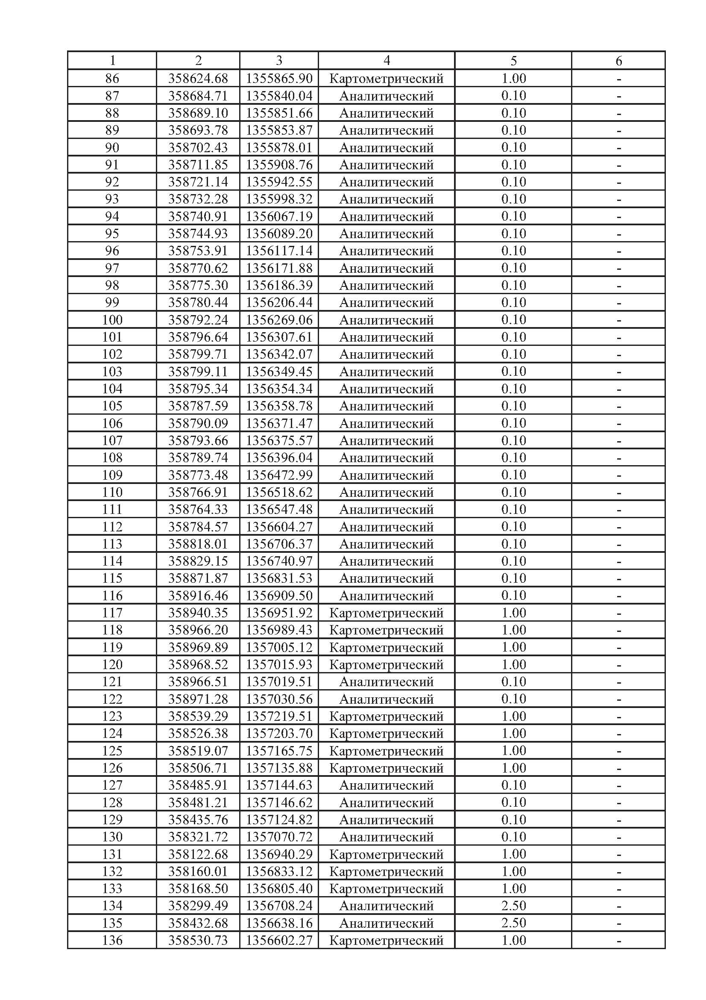 1 2 3 4 5 6
86 358624.68 1355865.90 Картометрический 1.00 -
87 358684.71 1355840.04 Аналитический 0.10 -
88 358689.10 1355851.66 Аналитический 0.10 -
89 358693.78 1355853.87 Аналитический 0.10 -
90 358702.43 1355878.01 Аналитический 0.10 -
91 358711.85 1355908.76 Аналитический 0.10 -
92 358721.14 1355942.55 Аналитический 0.10 -
93 358732.28 1355998.32 Аналитический 0.10 -
94 358740.91 1356067.19 Аналитический 0.10 -
95 358744.93 1356089.20 Аналитический 0.10 -
96 358753.91 1356117.14 Аналитический 0.10 -
97 358770.62 1356171.88 Аналитический 0.10 -
98 358775.30 1356186.39 Аналитический 0.10 -
99 358780.44 1356206.44 Аналитический 0.10 -
100 358792.24 1356269.06 Аналитический 0.10 -
101 358796.64 1356307.61 Аналитический 0.10 -
102 358799.71 1356342.07 Аналитический 0.10 -
103 358799.11 1356349.45 Аналитический 0.10 -
104 358795.34 1356354.34 Аналитический 0.10 -
105 358787.59 1356358.78 Аналитический 0.10 -
106 358790.09 1356371.47 Аналитический 0.10 -
107 358793.66 1356375.57 Аналитический 0.10 -
108 358789.74 1356396.04 Аналитический 0.10 -
109 358773.48 1356472.99 Аналитический 0.10 -
110 358766.91 1356518.62 Аналитический 0.10 -
111 358764.33 1356547.48 Аналитический 0.10 -
112 358784.57 1356604.27 Аналитический 0.10 -
113 358818.01 1356706.37 Аналитический 0.10 -
114 358829.15 1356740.97 Аналитический 0.10 -
115 358871.87 1356831.53 Аналитический 0.10 -
116 358916.46 1356909.50 Аналитический 0.10 -
117 358940.35 1356951.92 Картометрический 1.00 -
118 358966.20 1356989.43 Картометрический 1.00 -
119 358969.89 1357005.12 Картометрический 1.00 -
120 358968.52 1357015.93 Картометрический 1.00 -
121 358966.51 1357019.51 Аналитический 0.10 -
122 358971.28 1357030.56 Аналитический 0.10 -
123 358539.29 1357219.51 Картометрический 1.00 -
124 358526.38 1357203.70 Картометрический 1.00 -
125 358519.07 1357165.75 Картометрический 1.00 -
126 358506.71 1357135.88 Картометрический 1.00 -
127 358485.91 1357144.63 Аналитический 0.10 -
128 358481.21 1357146.62 Аналитический 0.10 -
129 358435.76 1357124.82 Аналитический 0.10 -
130 358321.72 1357070.72 Аналитический 0.10 -
131 358122.68 1356940.29 Картометрический 1.00 -
132 358160.01 1356833.12 Картометрический 1.00 -
133 358168.50 1356805.40 Картометрический 1.00 -
134 358299.49 1356708.24 Аналитический 2.50 -
135 358432.68 1356638.16 Аналитический 2.50 -
136 358530.73 1356602.27 Картометрический 1.00 -